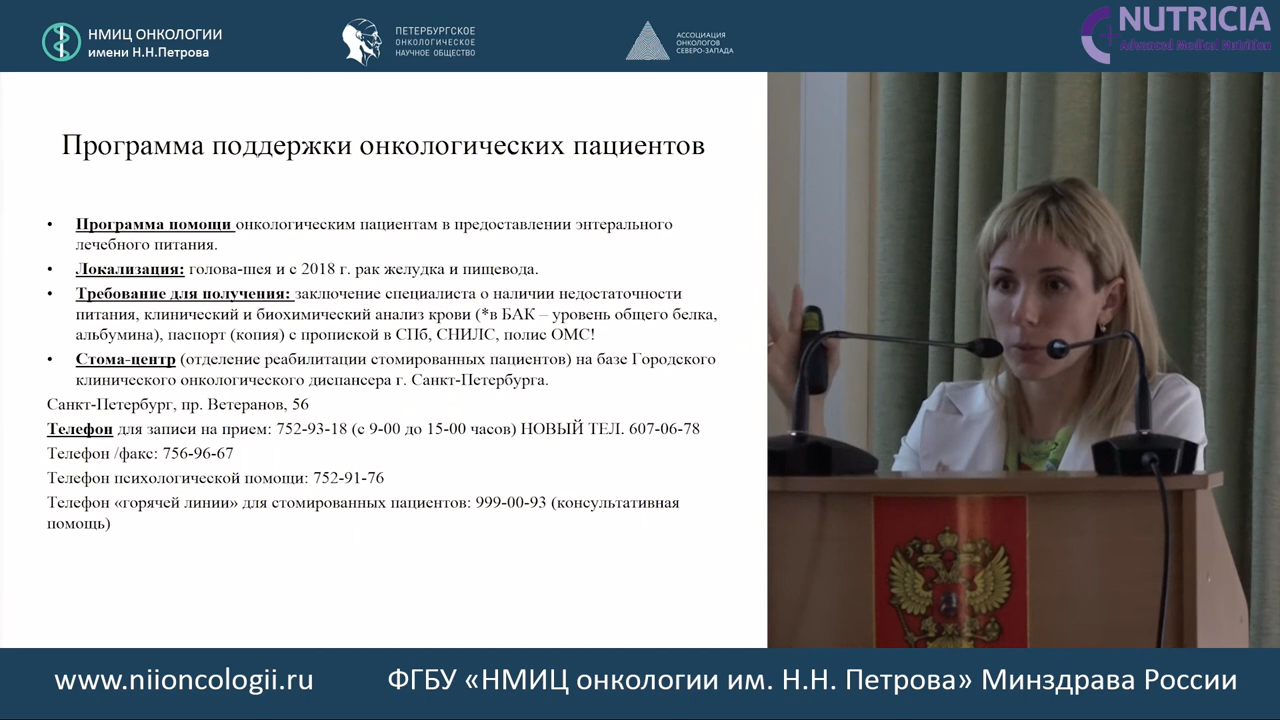 НМИЦ ОНКОЛОГИИ
имени Н.Н.Петрова
ПЕТЕРБУРГСКОЕ
ОНКОЛОГИЧЕСКОЕ
НАУЧНОЕ ОБЩЕСТВО
АССОЦИАЦИЯ
ОНКОЛОГОВ
СЕВЕРО-ЗАПАДА
NUTRICIA
Advanced Medical Nutrition
Программа поддержки онкологических пациентов
• Программа помощи онкологическим пациентам в предоставлении энтерального
лечебного питания.
• Локализация: голова-шея и с 2018 г. рак желудка и пищевода.
• Требование для получения: заключение специалиста о наличии недостаточности
питания, клинический и биохимический анализ крови (*в БАК – уровень общего белка,
альбумина), паспорт (копия) с пропиской в СПб, СНИЛС, полис ОМС!
• Стома-центр (отделение реабилитации стомированных пациентов) на базе Городского
клинического онкологического диспансера г. Санкт-Петербурга.
Санкт-Петербург, пр. Ветеранов, 56
Телефон для записи на прием: 752-93-18 (с 9-00 до 15-00 часов) НОВЫЙ ТЕЛ. 607-06-78
Телефон /факс: 756-96-67
Телефон психологической помощи: 752-91-76
Телефон «горячей линии» для стомированных пациентов: 999-00-93 (консультативная
помощь)
www.niioncologii.ru
ФГБУ «НМИЦ онкологии им. Н.Н. Петрова» Минздрава России